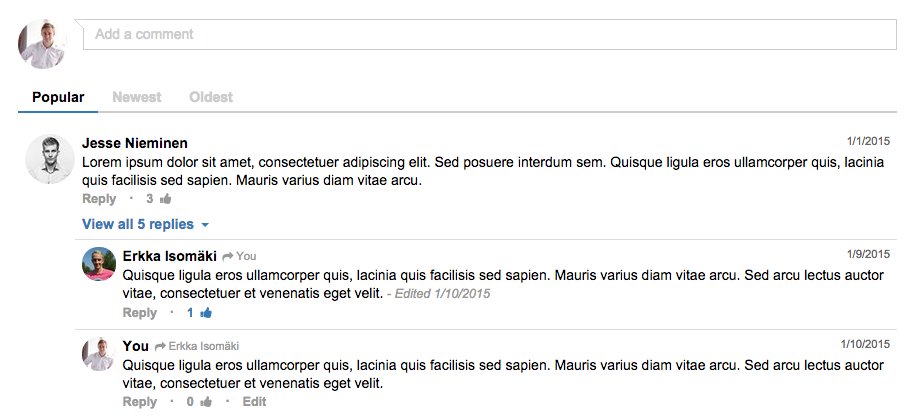 Add a comment
Popular Newest Oldest
Jesse Nieminen 1/1/2015
Lorem ipsum dolor sit amet, consectetuer adipiscing elit. Sed posuere interdum sem. Quisque ligula eros ullamcorper quis, lacinia
quis facilisis sed sapien. Mauris varius diam vitae arcu.
Reply · 3
View all 5 replies
Erkka Isomäki You 1/9/2015
Quisque ligula eros ullamcorper quis, lacinia quis facilisis sed sapien. Mauris varius diam vitae arcu. Sed arcu lectus auctor
vitae, consectetuer et venenatis eget velit. - Edited 1/10/2015
Reply · 1
You Erkka Isomäki 1/10/2015
Quisque ligula eros ullamcorper quis, lacinia quis facilisis sed sapien. Mauris varius diam vitae arcu. Sed arcu lectus auctor
vitae, consectetuer et venenatis eget velit.
Reply · 0 · Edit